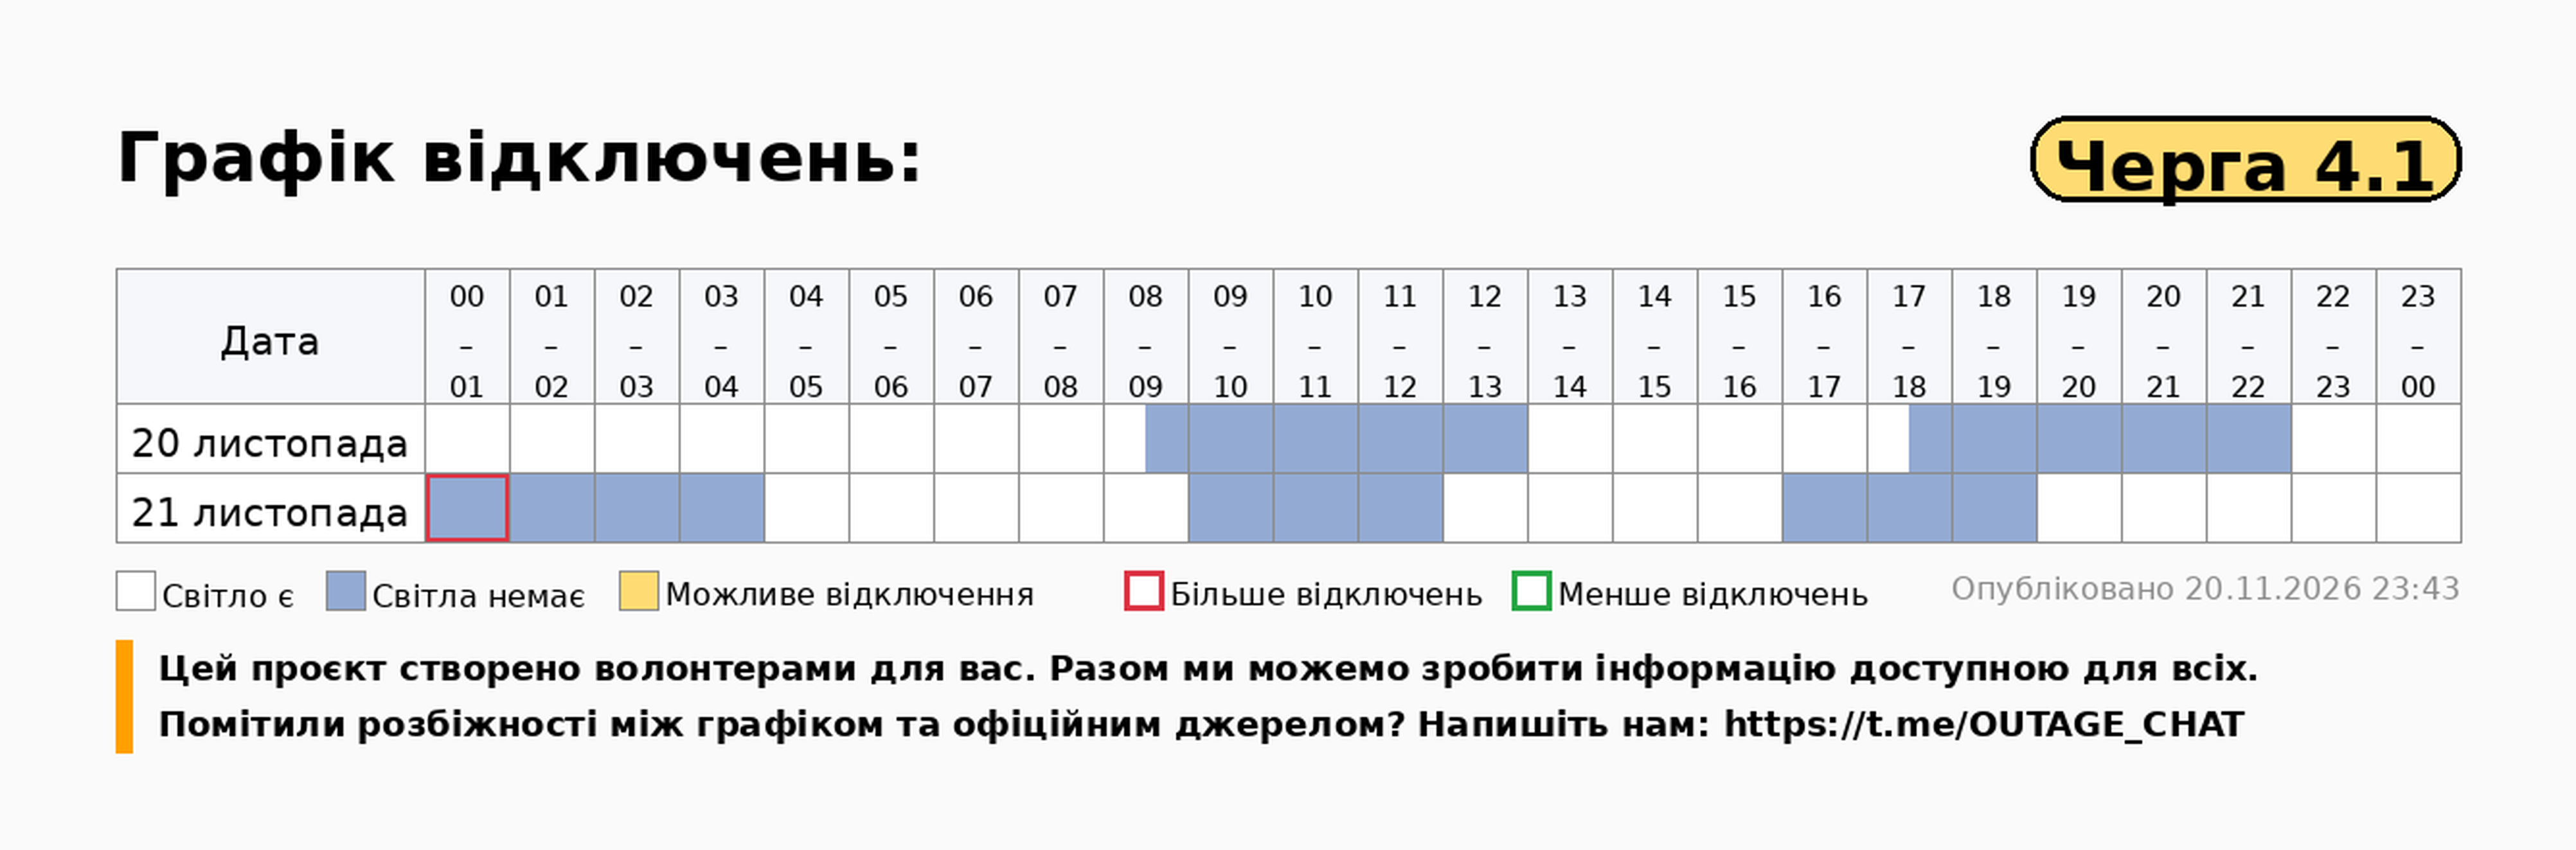 Графік відключень:
Черга 4.1
Дата 00 – 01 01 – 02 02 – 03 03 – 04 04 – 05 05 – 06 06 – 07 07 – 08 08 – 09 09 – 10 10 – 11 11 – 12 12 – 13 13 – 14 14 – 15 15 – 16 16 – 17 17 – 18 18 – 19 19 – 20 20 – 21 21 – 22 22 – 23 23 – 00
20 листопада
21 листопада
Світло є Світла немає Можливе відключення Більше відключень Менше відключень Опубліковано 20.11.2026 23:43
Цей проєкт створено волонтерами для вас. Разом ми можемо зробити інформацію доступною для всіх.
Помітили розбіжності між графіком та офіційним джерелом? Напишіть нам: https://t.me/OUTAGE_CHAT